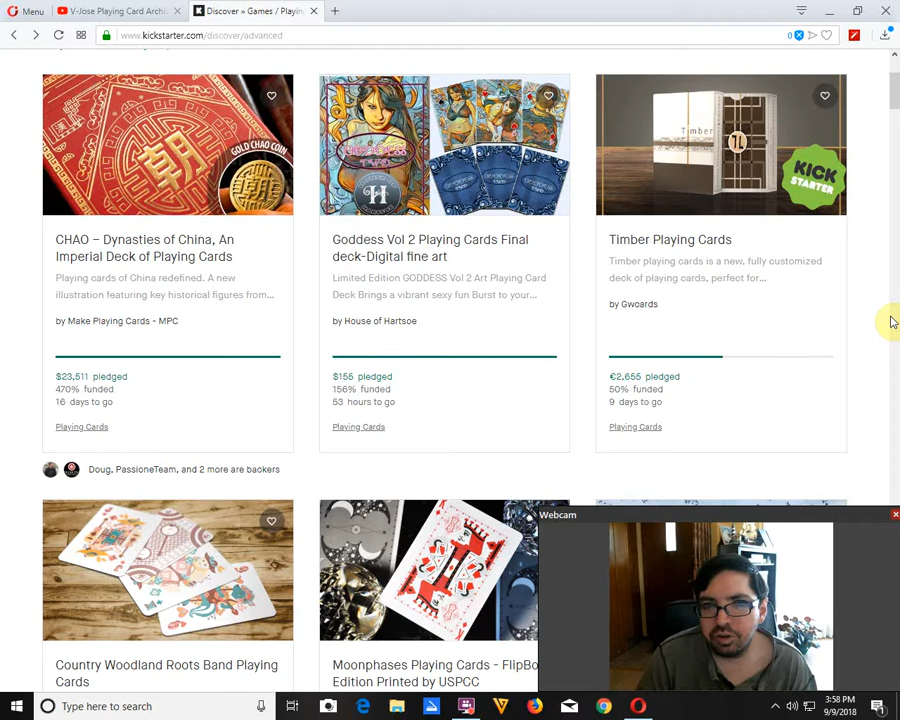 Menu
V-Jose Playing Card Archi
Discover » Games / Playin
www.kickstarter.com/discover/advanced
0
GOLD CHAO COIN
朝
朝
H
Timber
KICK
STARTER
CHAO – Dynasties of China, An
Imperial Deck of Playing Cards
Playing cards of China redefined. A new
illustration featuring key historical figures from...
by Make Playing Cards - MPC
$23,511 pledged
470% funded
16 days to go
Playing Cards
Goddess Vol 2 Playing Cards Final
deck-Digital fine art
Limited Edition GODDESS Vol 2 Art Playing Card
Deck Brings a vibrant sexy fun Burst to your...
by House of Hartsoe
$155 pledged
156% funded
53 hours to go
Playing Cards
Timber Playing Cards
Timber playing cards is a new, fully customized
deck of playing cards, perfect for...
by Gwcards
€2,655 pledged
50% funded
9 days to go
Playing Cards
Doug, PassioneTeam, and 2 more are backers
Webcam
Country Woodland Roots Band Playing
Cards
Moonphases Playing Cards - FlipBo
Edition Printed by USPCC
Type here to search
3:58 PM
9/9/2018
1